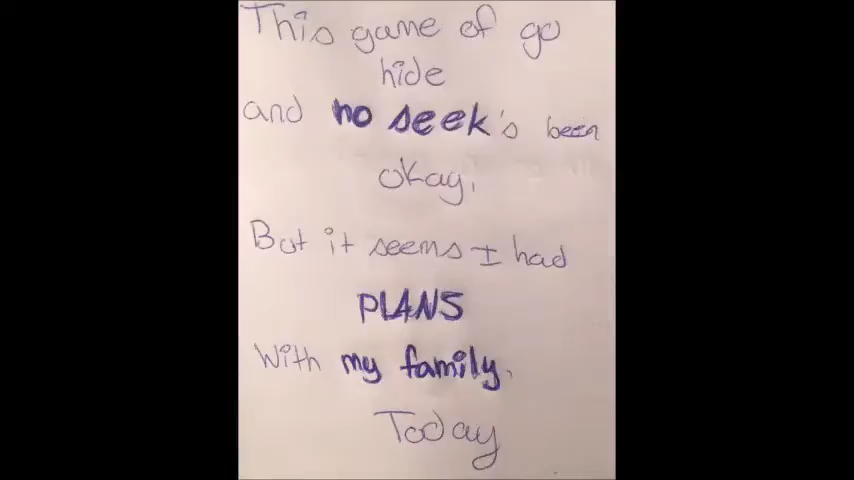 This game of go
hide
and no seek's been
okay,
But it seems I had
PLANS
With my family.
Today